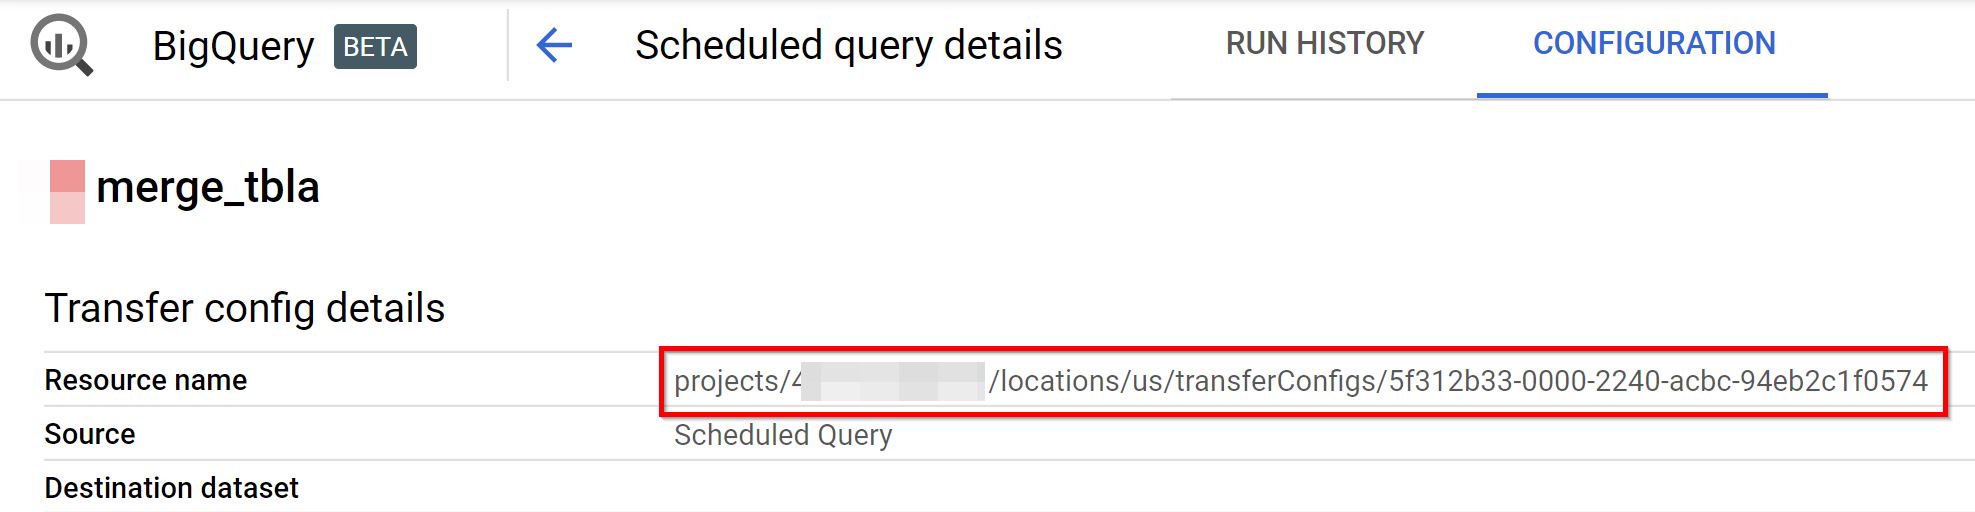 BigQuery BETA Scheduled query details RUN HISTORY CONFIGURATION
merge_tbla
Transfer config details
Resource name projects/4 /locations/us/transferConfigs/5f312b33-0000-2240-acbc-94eb2c1f0574
Source Scheduled Query
Destination dataset